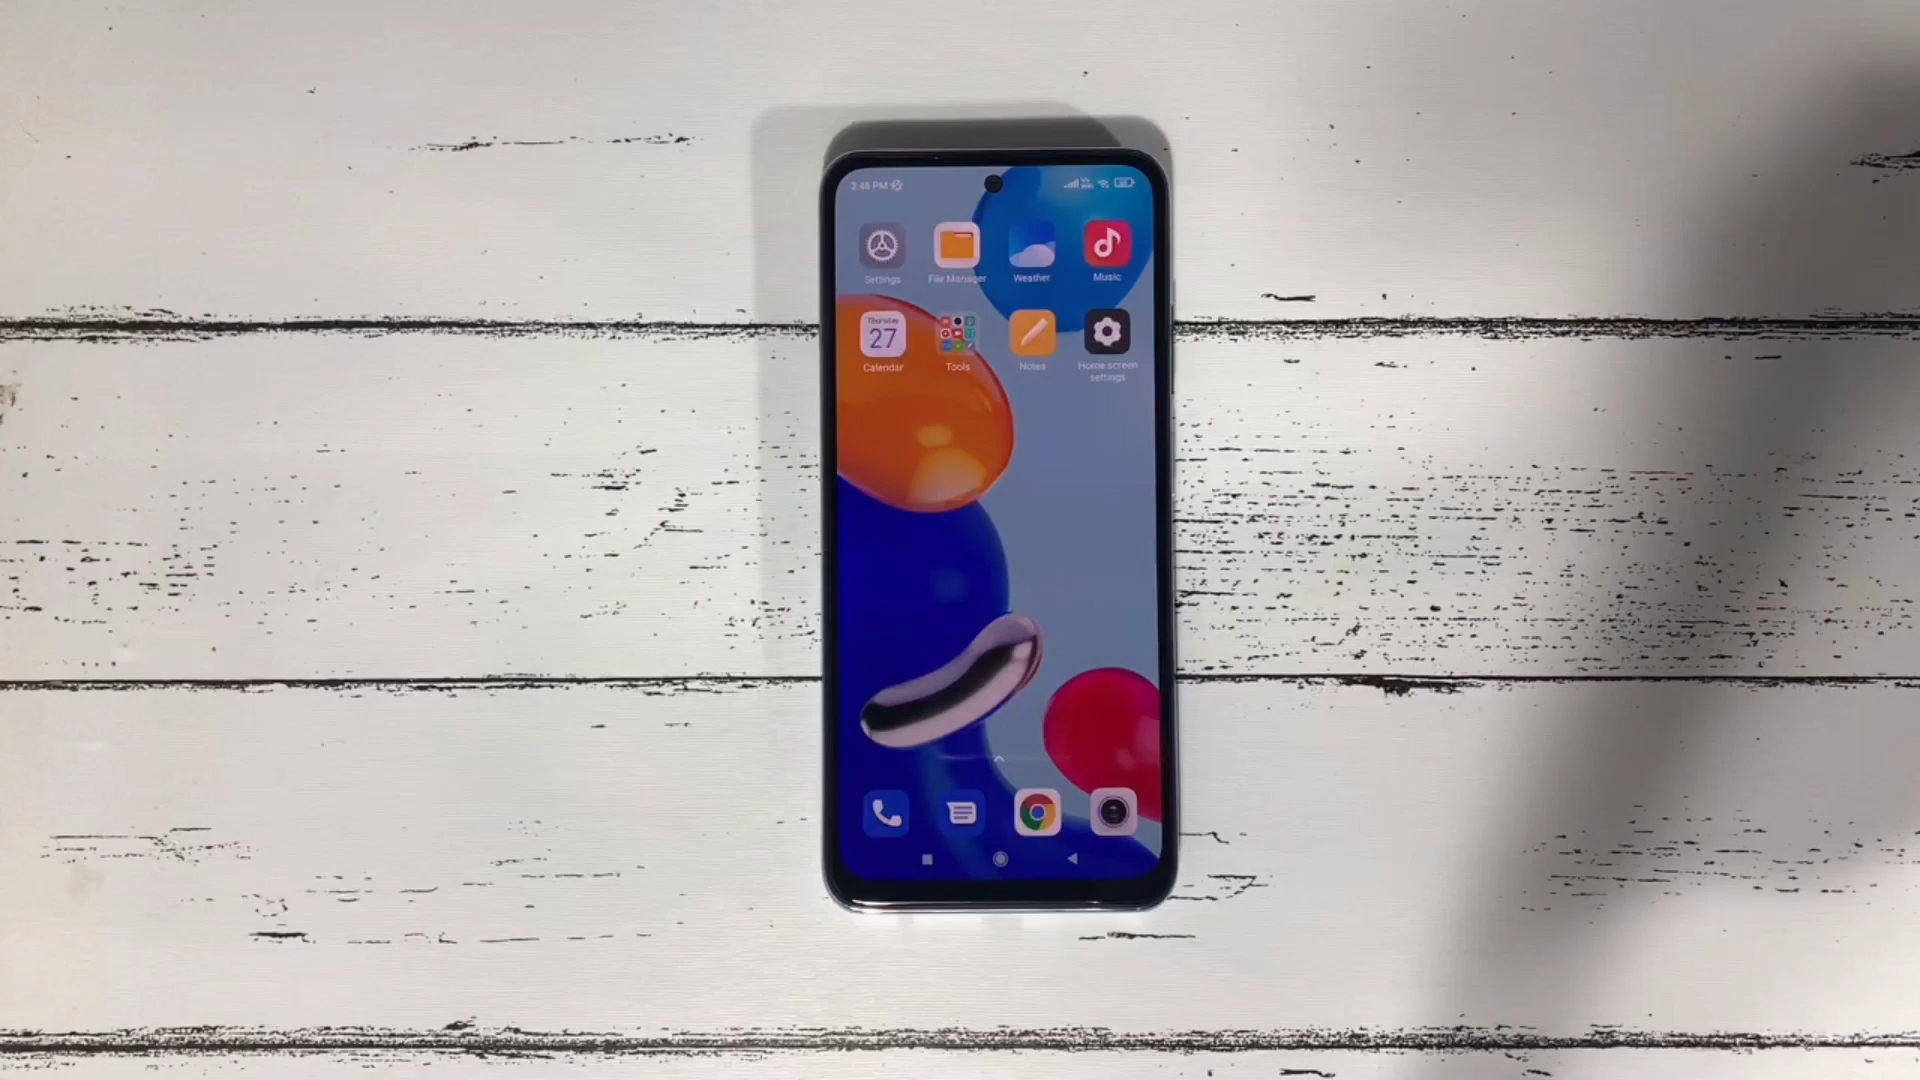 3:48 PM
Settings
File Manager
Weather
Music
Thursday
27
Calendar
Tools
Notes
Home screen
settings